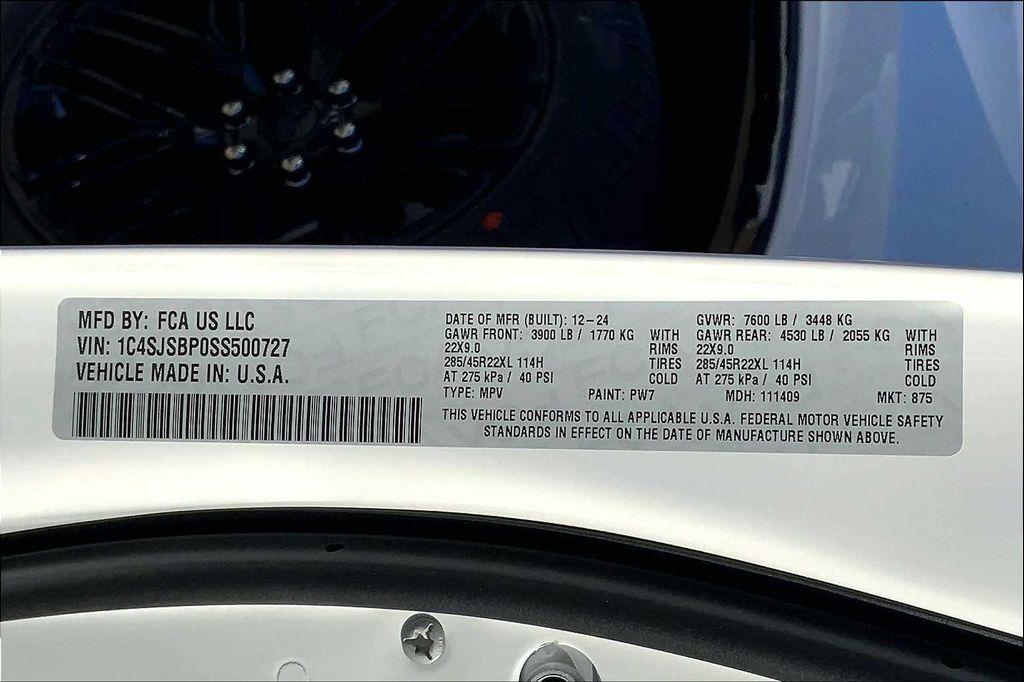 MFD BY: FCA US LLC
VIN: 1C4SJSBP0SS500727
VEHICLE MADE IN: U.S.A.
DATE OF MFR (BUILT): 12-24
GAWR FRONT: 3900 LB / 1770 KG WITH
22X9.0 RIMS
285/45R22XL 114H TIRES
AT 275 kPa / 40 PSI COLD
GVWR: 7600 LB / 3448 KG
GAWR REAR: 4530 LB / 2055 KG WITH
22X9.0 RIMS
285/45R22XL 114H TIRES
AT 275 kPa / 40 PSI COLD
TYPE: MPV PAINT: PW7 MDH: 111409 MKT: 875
THIS VEHICLE CONFORMS TO ALL APPLICABLE U.S.A. FEDERAL MOTOR VEHICLE SAFETY
STANDARDS IN EFFECT ON THE DATE OF MANUFACTURE SHOWN ABOVE.